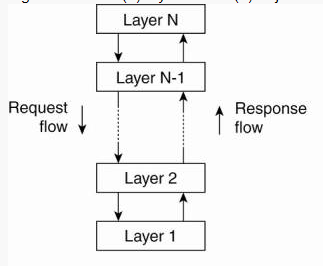 Layer N
Layer N-1
Request
flow
Response
flow
Layer 2
Layer 1